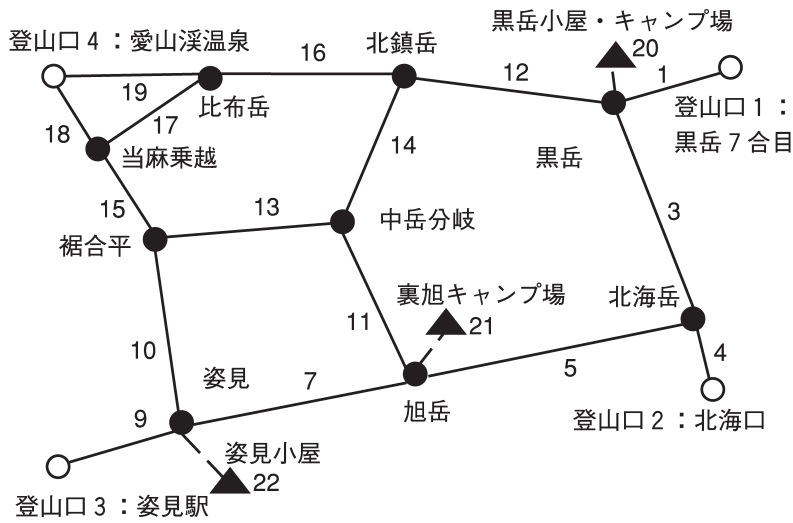 黒岳小屋・キャンプ場
20
登山口4：愛山渓温泉
16
北鎮岳
12
1
19
比布岳
登山口1：
黒岳7合目
18
17
当麻乗越
14
黒岳
15
13
中岳分岐
3
裾合平
裏旭キャンプ場
北海岳
11
21
10
姿見
7
5
4
9
旭岳
登山口2：北海口
姿見小屋
22
登山口3：姿見駅